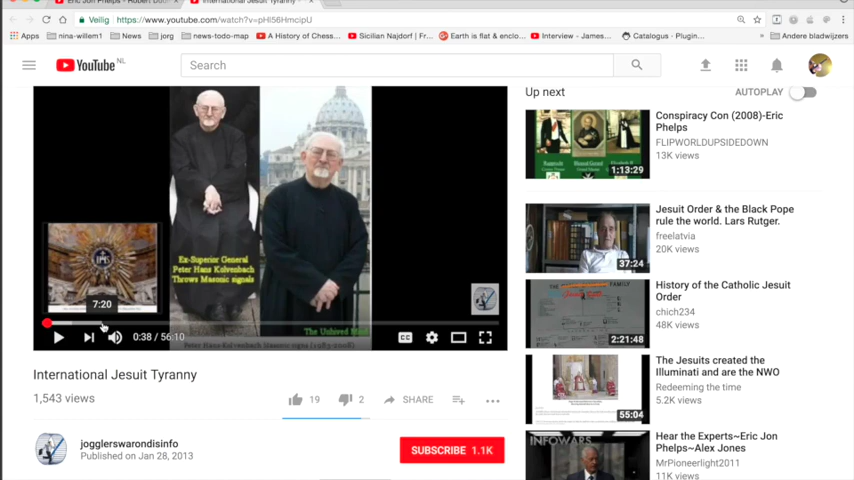 Eric Jon Phelps - Hubert Doo
International Jesuit Tyranny -
Veilig
https://www.youtube.com/watch?v=pHl56HmcipU
Apps
nina-willem1
News
jorg
news-todo-map
A History of Chess...
Sicilian Najdorf | Fr...
Earth is flat & enclo...
Interview - James...
Catalogus - Plugin...
»
Andere bladwijzers
YouTube NL
Search
Ex-Superior General
Peter Hans Kolvenbach
Throws Masonic signals
7:20
0:38 / 56:10
CC
International Jesuit Tyranny
1,543 views
19
2
SHARE
jogglerswarondisinfo
Published on Jan 28, 2013
SUBSCRIBE 1.1K
Up next
AUTOPLAY
Conspiracy Con (2008)-Eric
Phelps
FLIPWORLDUPSIDEDOWN
13K views
1:13:29
Jesuit Order & the Black Pope
rule the world. Lars Rutger.
freelatvia
20K views
37:24
History of the Catholic Jesuit
Order
chich234
48K views
2:21:48
The Jesuits created the
Illuminati and are the NWO
Redeeming the time
5.2K views
55:04
Hear the Experts~Eric Jon
Phelps~Alex Jones
MrPioneerlight2011
11K views
INFOWARS